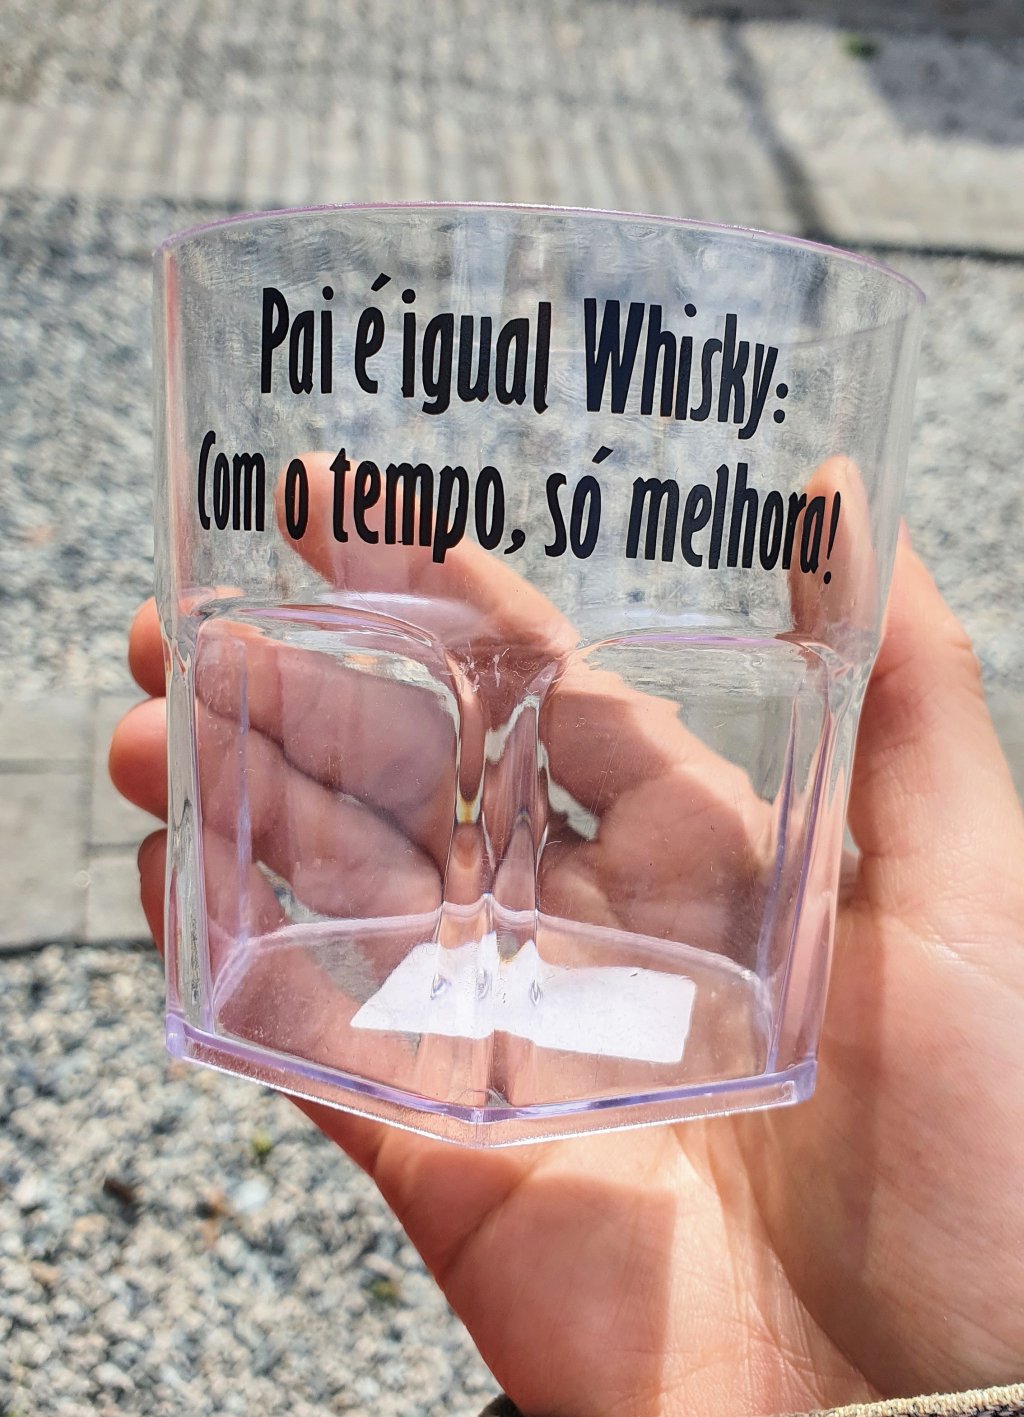 Pai é igual Whisky:
Com o tempo, só melhora!